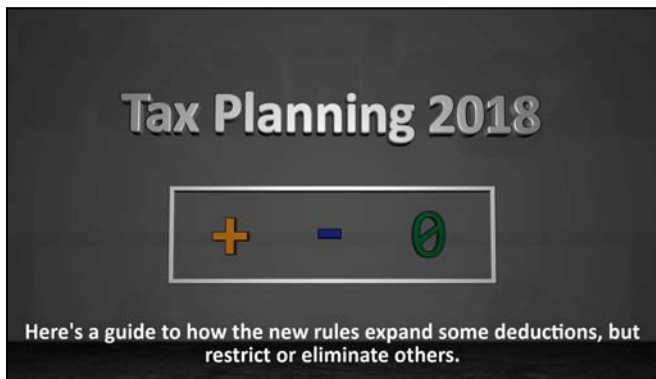 Tax Planning 2018
+ - 0
Here's a guide to how the new rules expand some deductions, but
restrict or eliminate others.